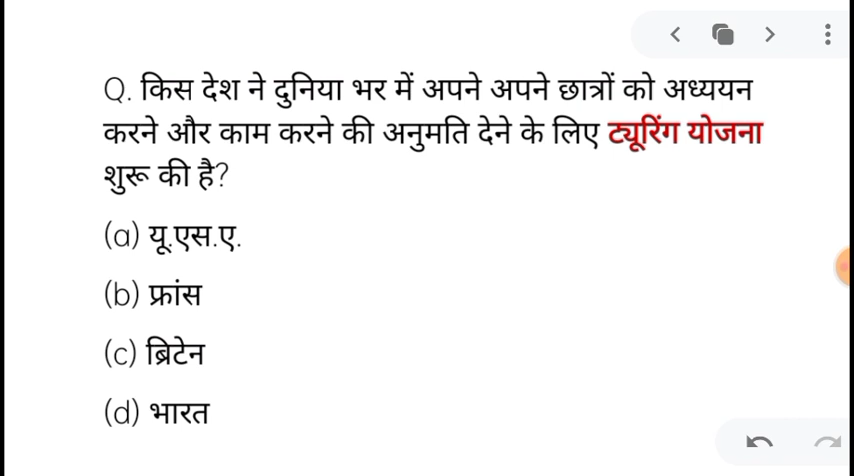 Q. किस देश ने दुनिया भर में अपने अपने छात्रों को अध्ययन
करने और काम करने की अनुमति देने के लिए ट्यूरिंग योजना
शुरू की है?
(a) यू.एस.ए.
(b) फ्रांस
(c) ब्रिटेन
(d) भारत